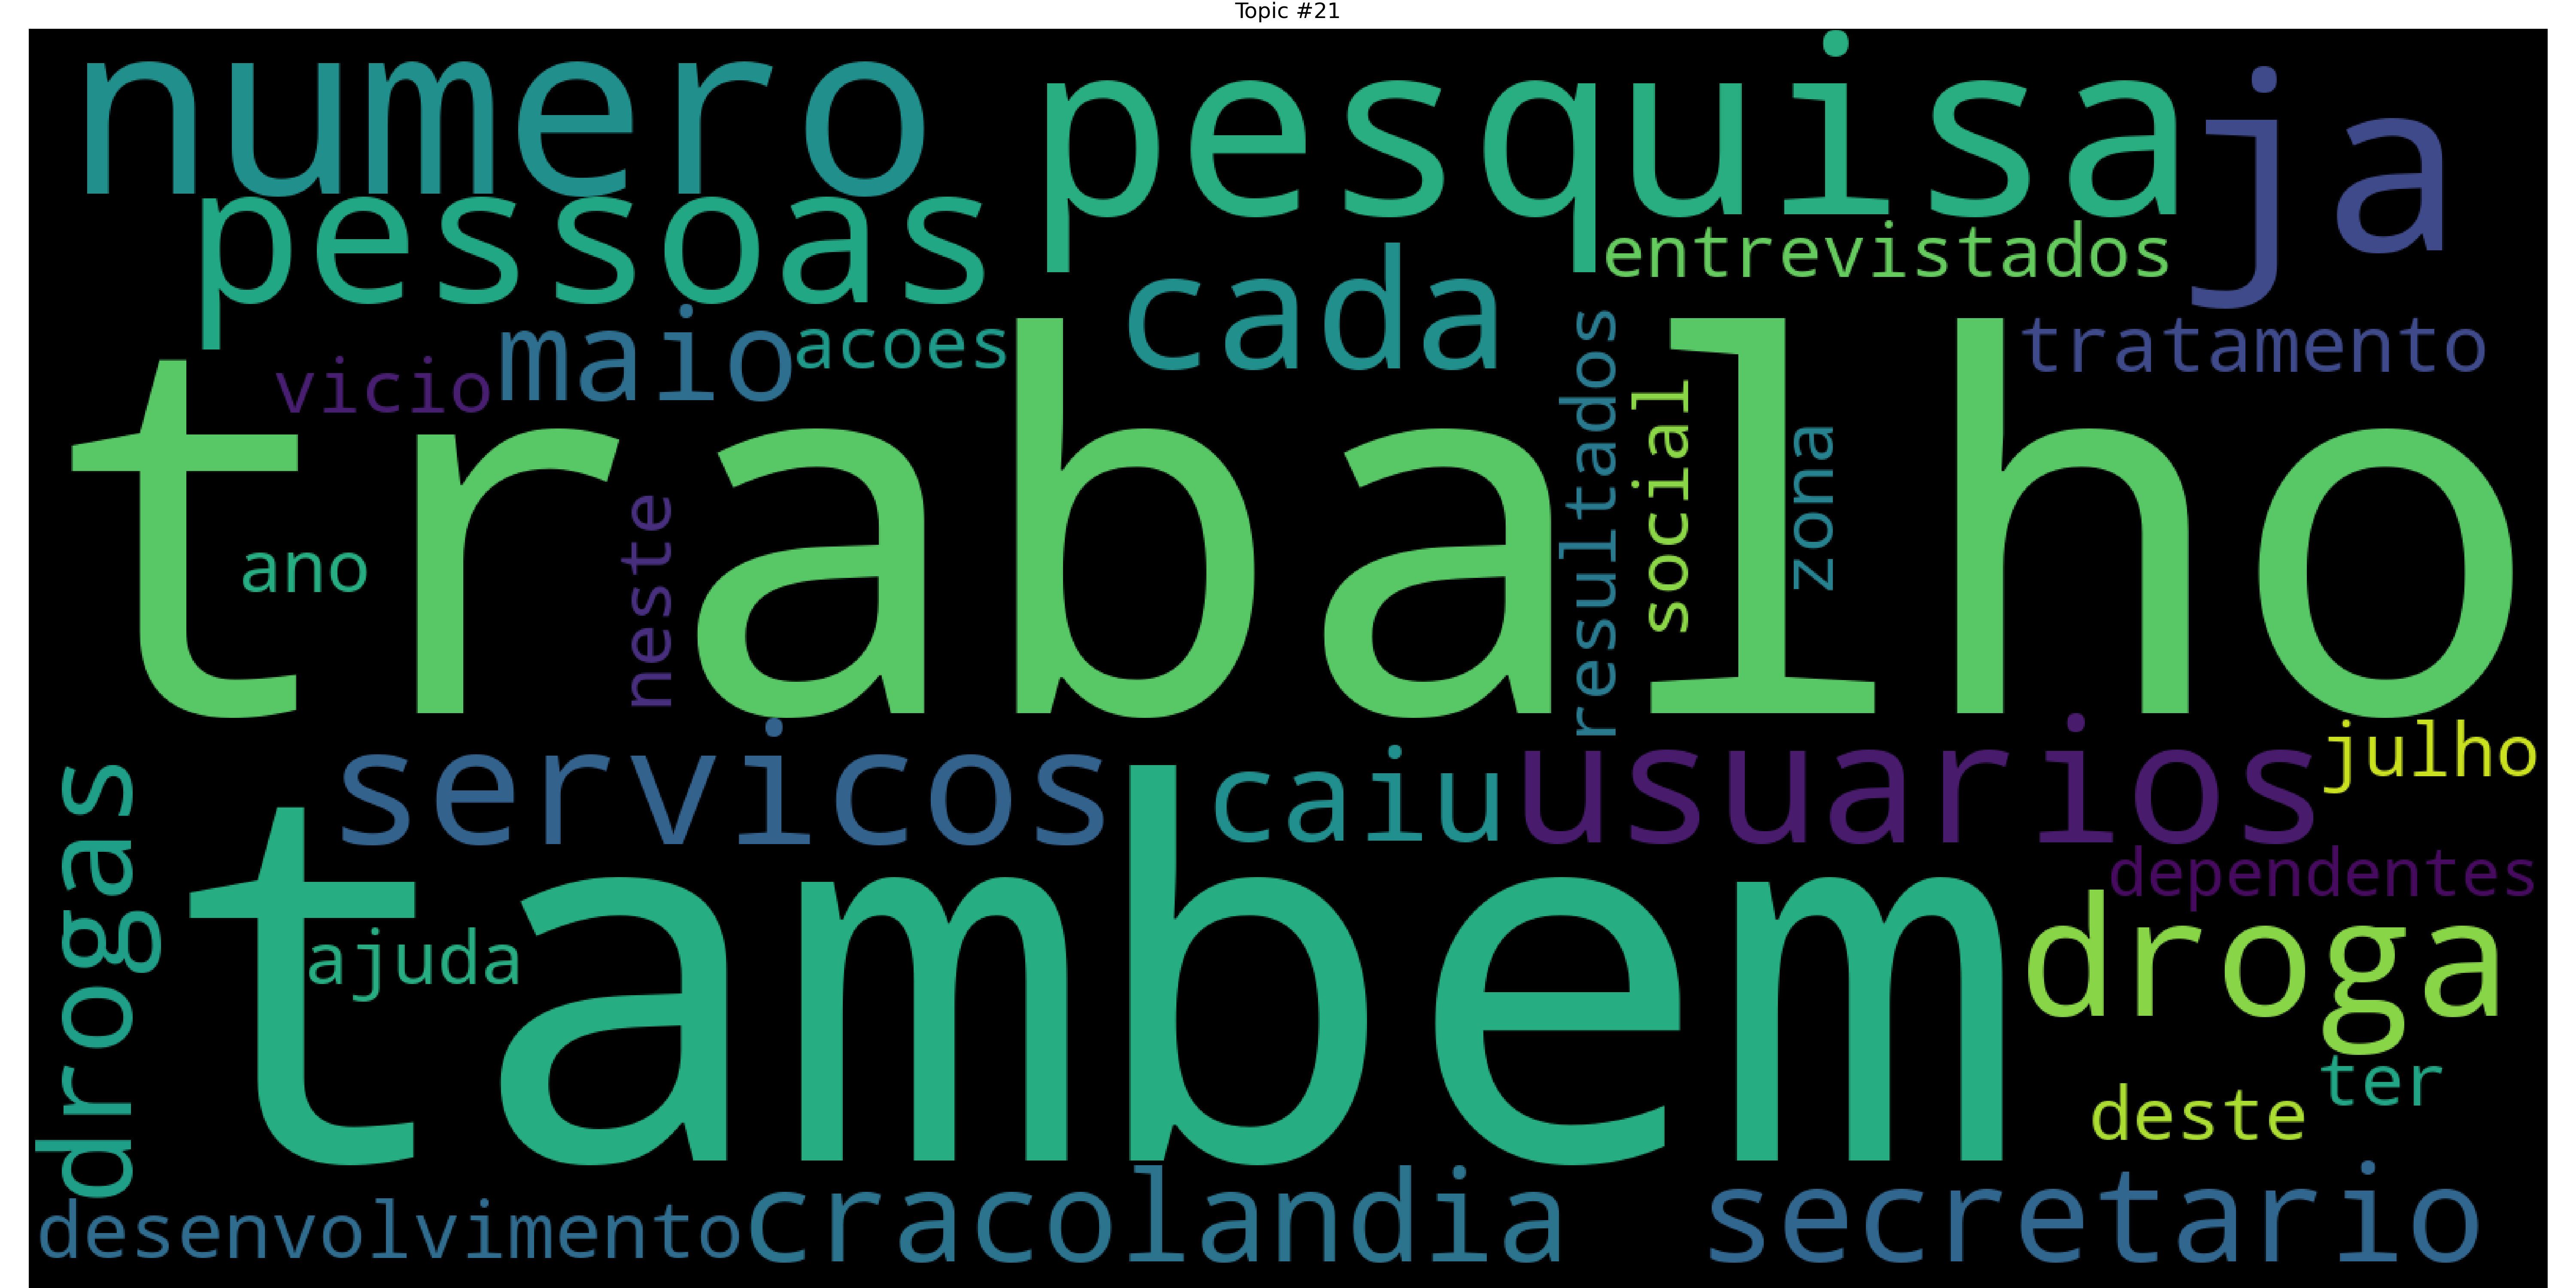 Topic #21
numero
pesquisa
ja
pessoas
entrevistados
cada
maio
acoes
tratamento
vicio
trabalho
resultados
social
zona
ano
neste
servicos
caiu
usuarios
julho
drogas
dependentes
tambem
ajuda
droga
ter
deste
desenvolvimento
cracolandia
secretario